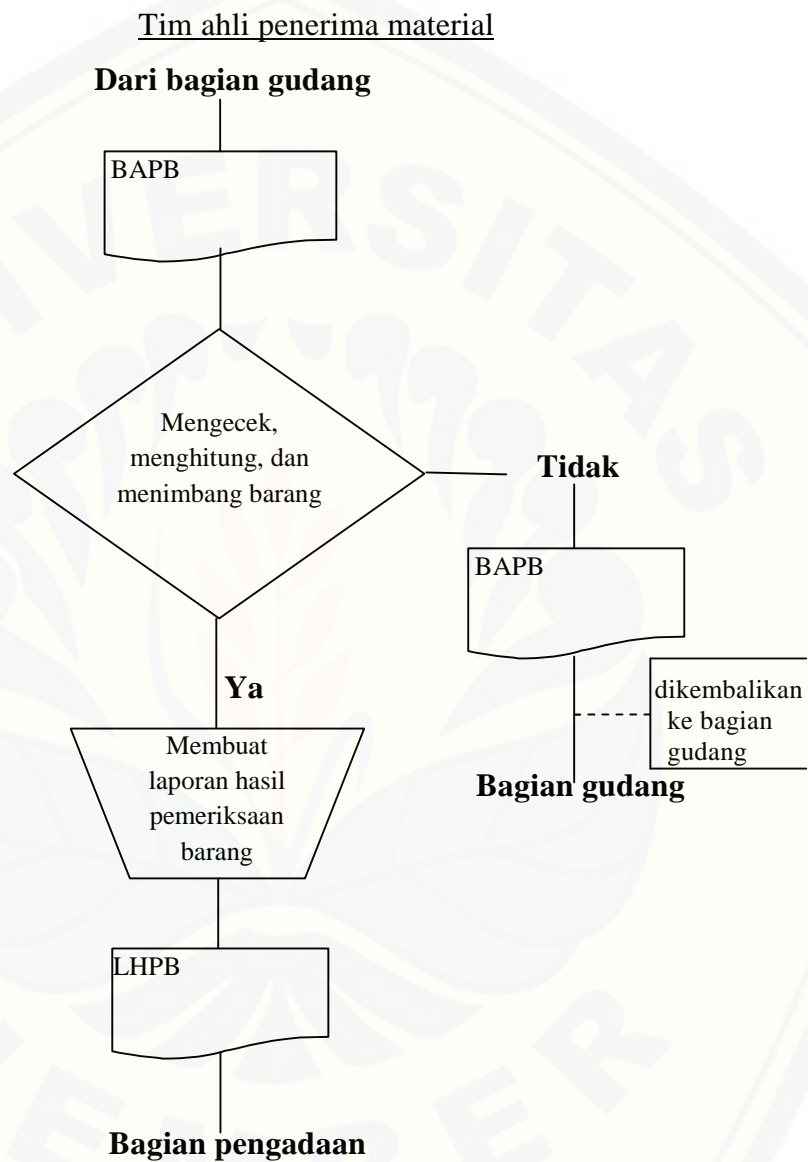 Tim ahli penerima material
Dari bagian gudang
BAPB
Mengecek,
menghitung, dan
menimbang barang
Tidak
BAPB
dikembalikan
ke bagian
gudang
Bagian gudang
Ya
Membuat
laporan hasil
pemeriksaan
barang
LHPB
Bagian pengadaan